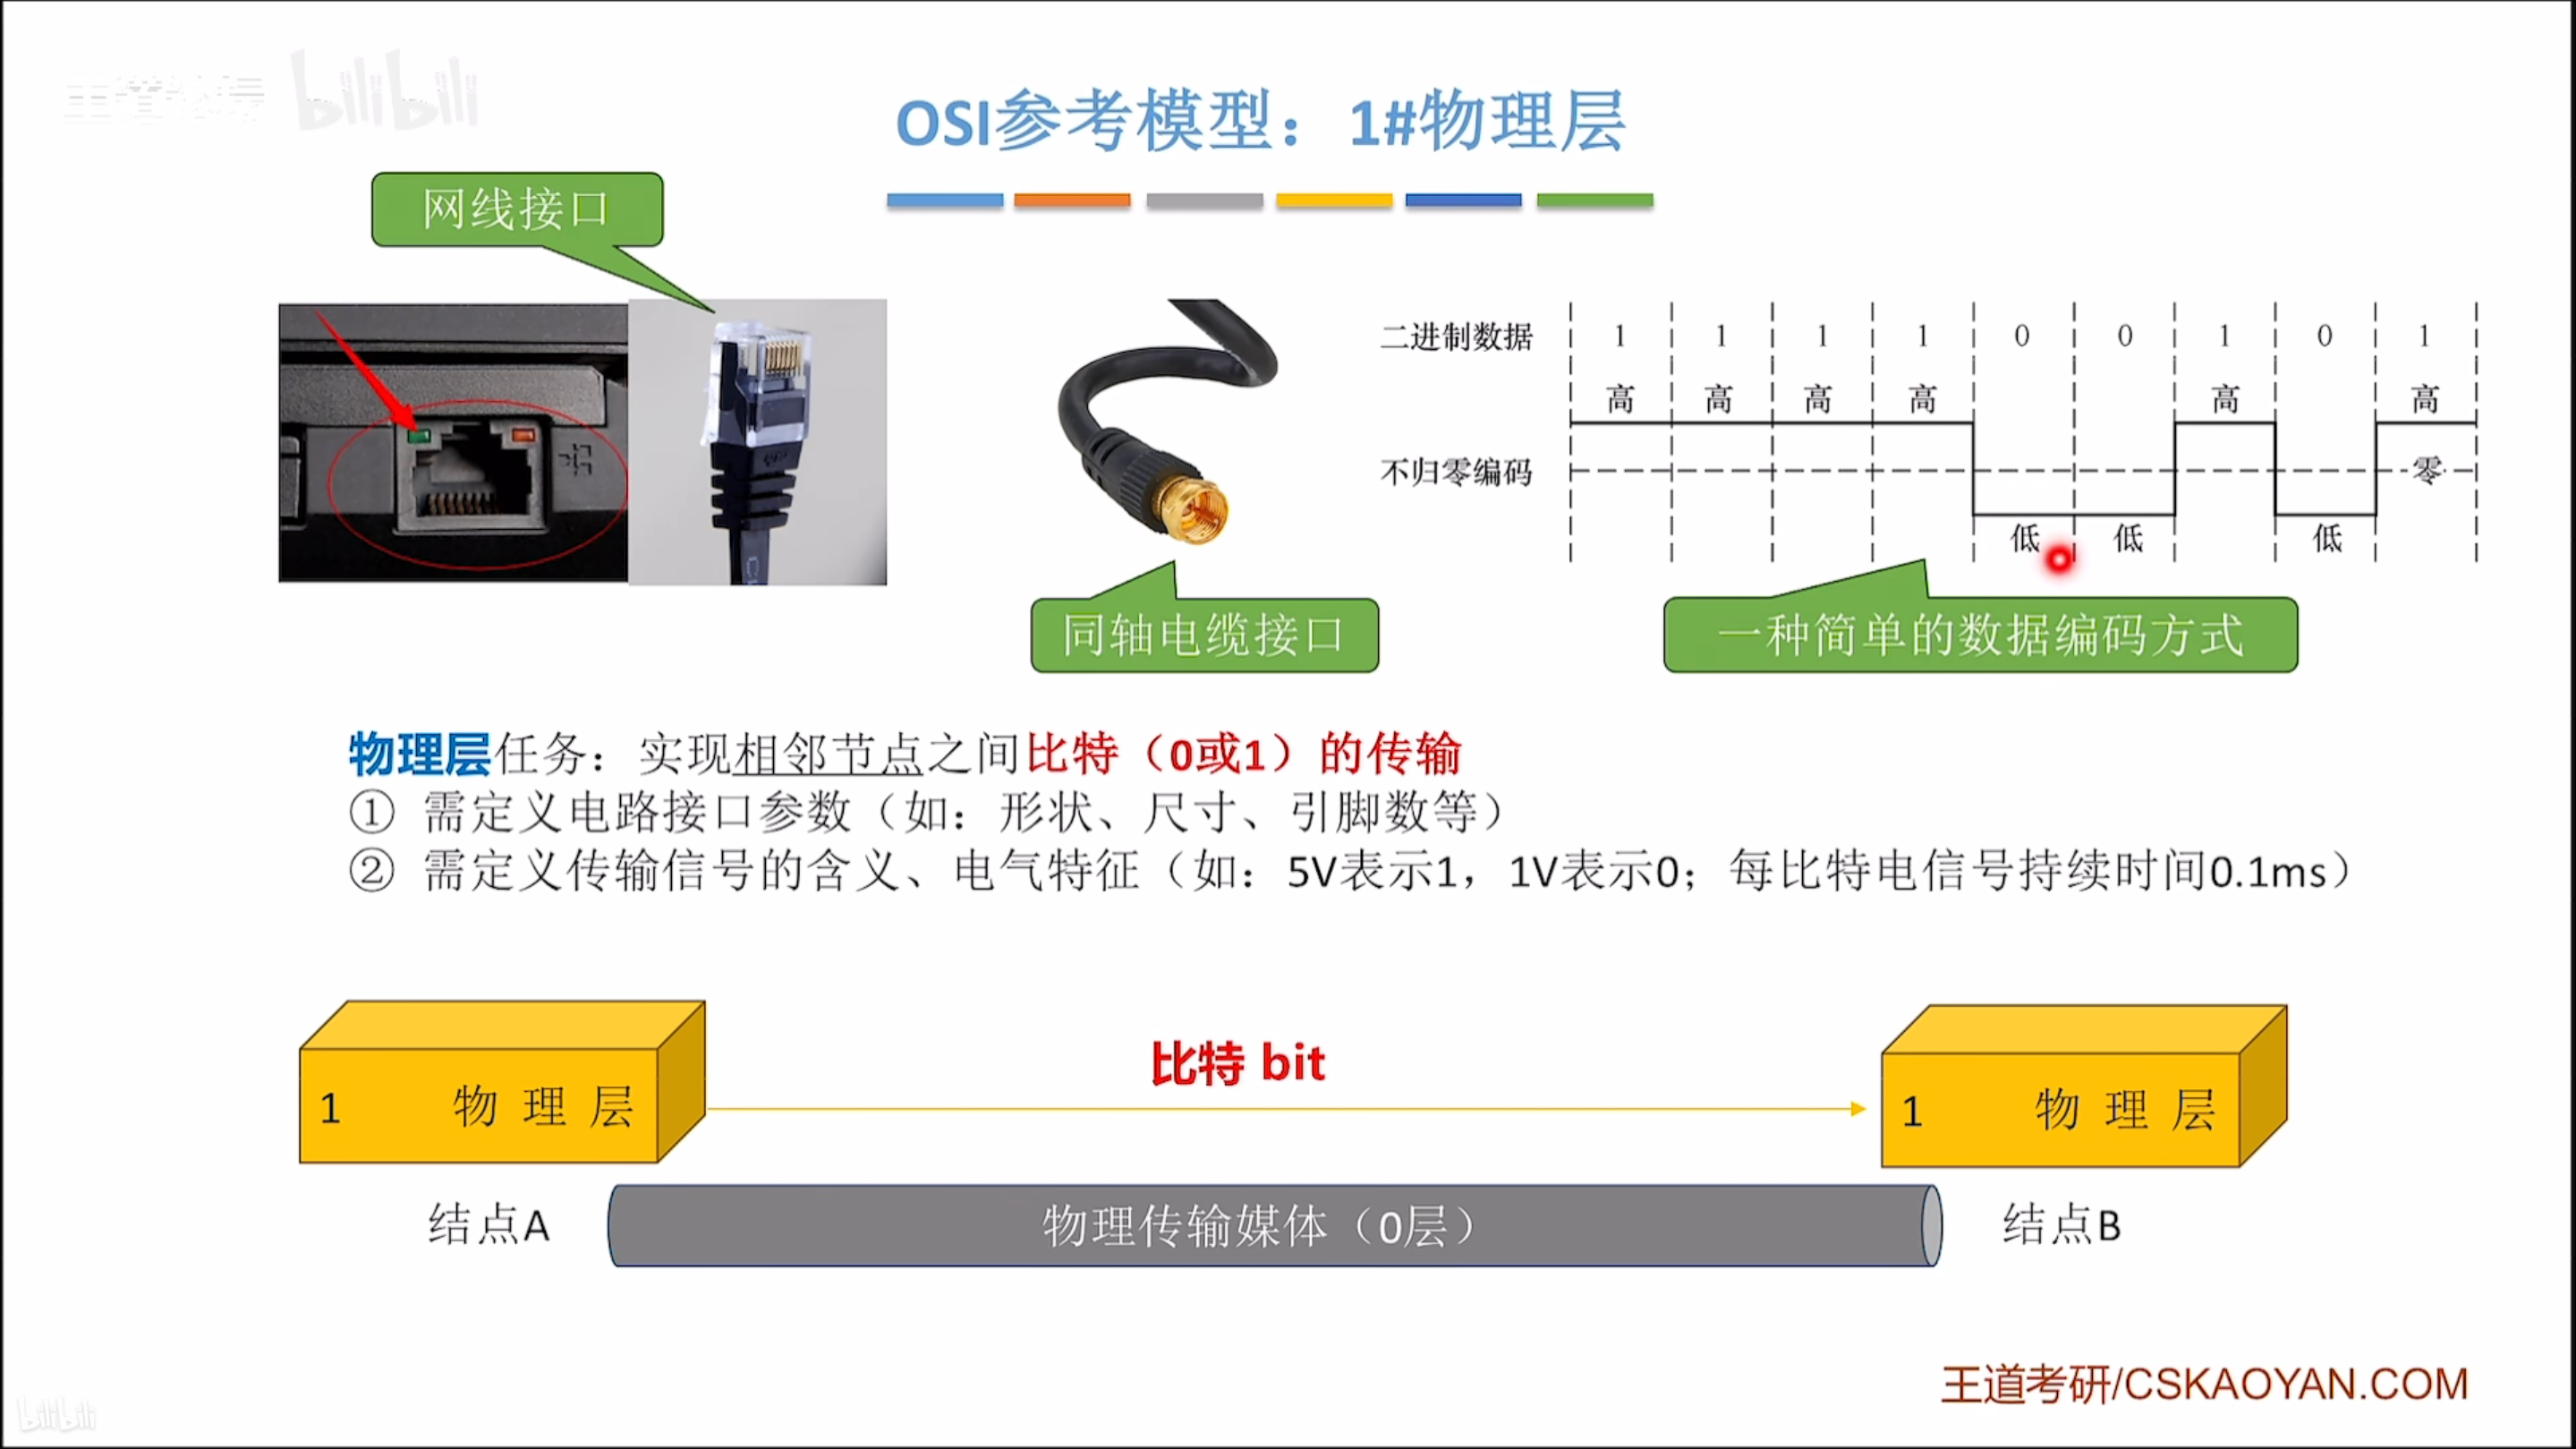 bilibili
OSI参考模型：1#物理层
网线接口
二进制数据 1 1 1 1 0 0 1 0 1
高 高 高 高 高 高
不归零编码 零
低 低 低
同轴电缆接口
一种简单的数据编码方式
物理层任务：实现相邻节点之间比特（0或1）的传输
① 需定义电路接口参数（如：形状、尺寸、引脚数等）
② 需定义传输信号的含义、电气特征（如：5V表示1，1V表示0；每比特电信号持续时间0.1ms）
比特 bit
1 物 理 层
1 物 理 层
结点A
物理传输媒体（0层）
结点B
王道考研/CSKAOYAN.COM
bilibili